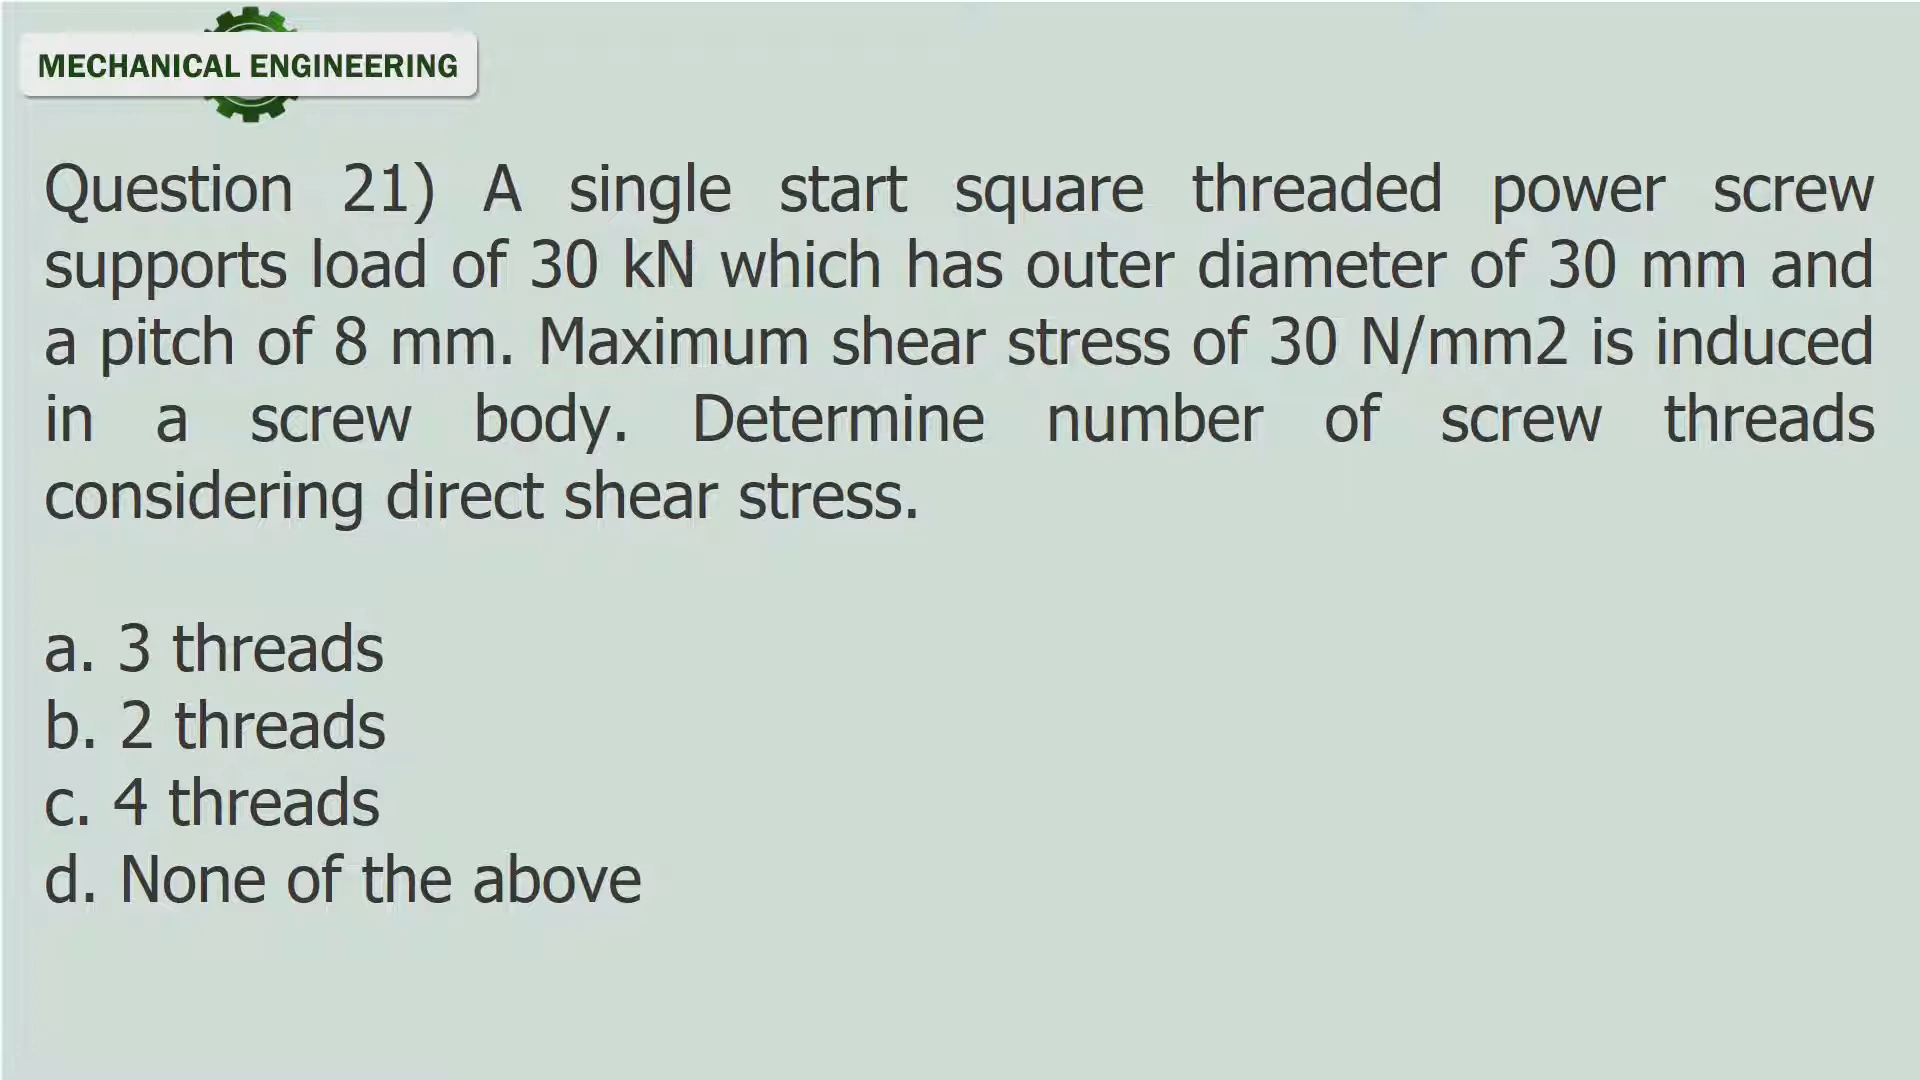 MECHANICAL ENGINEERING
Question 21) A single start square threaded power screw
supports load of 30 kN which has outer diameter of 30 mm and
a pitch of 8 mm. Maximum shear stress of 30 N/mm2 is induced
in a screw body. Determine number of screw threads
considering direct shear stress.
a. 3 threads
b. 2 threads
c. 4 threads
d. None of the above